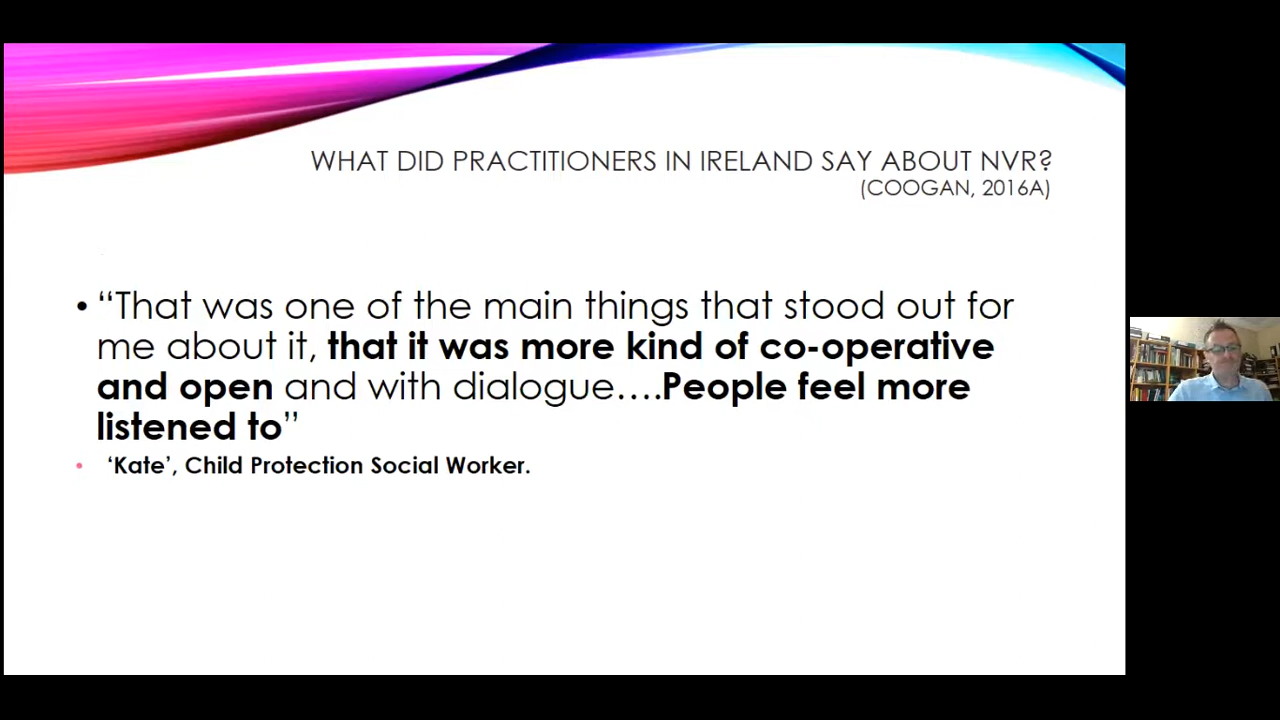 WHAT DID PRACTITIONERS IN IRELAND SAY ABOUT NVR?
(COOGAN, 2016A)
• “That was one of the main things that stood out for
me about it, that it was more kind of co-operative
and open and with dialogue….People feel more
listened to”
• ‘Kate’, Child Protection Social Worker.